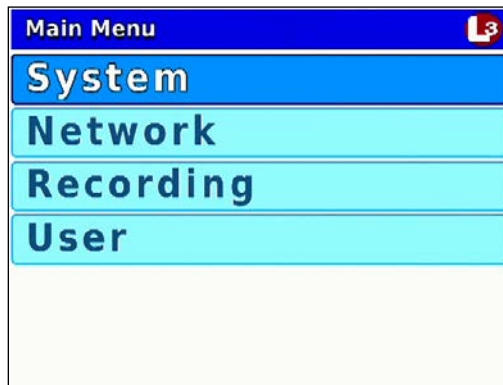 Main Menu
L3
System
Network
Recording
User